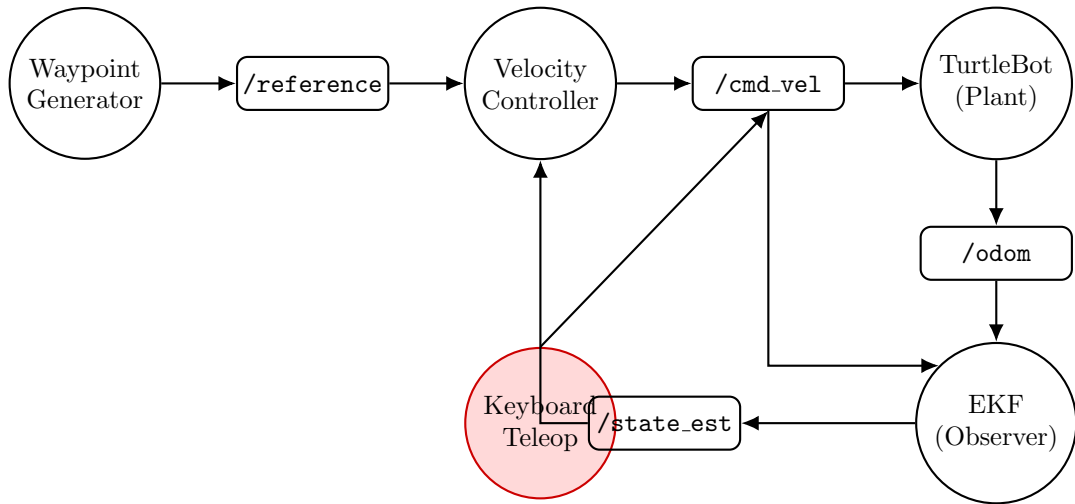 Waypoint
Generator
/reference
Velocity
Controller
/cmd_vel
TurtleBot
(Plant)
/odom
Keyboard
Teleop
/state_est
EKF
(Observer)